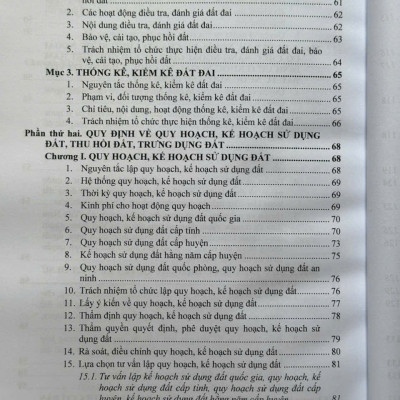 hồi đất 61
2. Các hoạt động điều tra, đánh giá đất đai 62
3. Nội dung điều tra, đánh giá đất đai 62
4. Bảo vệ, cải tạo, phục hồi đất 63
5. Trách nhiệm tổ chức thực hiện điều tra, đánh giá đất đai, bảo
vệ, cải tạo, phục hồi đất 64
Mục 3. THỐNG KÊ, KIỂM KÊ ĐẤT ĐAI 65
1. Nguyên tắc thống kê, kiểm kê đất đai 65
2. Phạm vi, đối tượng thống kê, kiểm kê đất đai 65
3. Chỉ tiêu, nội dung, hoạt động thống kê, kiểm kê đất đai 65
4. Trách nhiệm tổ chức thực hiện thống kê, kiểm kê đất đai 66
Phần thứ hai. QUY ĐỊNH VỀ QUY HOẠCH, KẾ HOẠCH SỬ DỤNG
ĐẤT, THU HỒI ĐẤT, TRƯNG DỤNG ĐẤT 68
Chương I. QUY HOẠCH, KẾ HOẠCH SỬ DỤNG ĐẤT 68
1. Nguyên tắc lập quy hoạch, kế hoạch sử dụng đất 68
2. Hệ thống quy hoạch, kế hoạch sử dụng đất 69
3. Thời kỳ quy hoạch, kế hoạch sử dụng đất 69
4. Kinh phí cho hoạt động quy hoạch 69
5. Quy hoạch, kế hoạch sử dụng đất quốc gia 70
6. Quy hoạch sử dụng đất cấp tỉnh 70
7. Quy hoạch sử dụng đất cấp huyện 73
8. Kế hoạch sử dụng đất hằng năm cấp huyện 75
9. Quy hoạch sử dụng đất quốc phòng, quy hoạch sử dụng đất an
ninh 76
10. Trách nhiệm tổ chức lập quy hoạch, kế hoạch sử dụng đất 76
11. Lấy ý kiến về quy hoạch, kế hoạch sử dụng đất 77
12. Thẩm định quy hoạch, kế hoạch sử dụng đất 78
13. Thẩm quyền quyết định, phê duyệt quy hoạch, kế hoạch sử
dụng đất 79
14. Rà soát, điều chỉnh quy hoạch, kế hoạch sử dụng đất 80
15. Lựa chọn tư vấn lập quy hoạch, kế hoạch sử dụng đất 81
15.1. Tư vấn lập kế hoạch sử dụng đất quốc gia, quy hoạch, kế
hoạch sử dụng đất cấp tỉnh, quy hoạch sử dụng đất cấp
huyện, kế hoạch sử dụng đất hằng năm cấp huyện 81